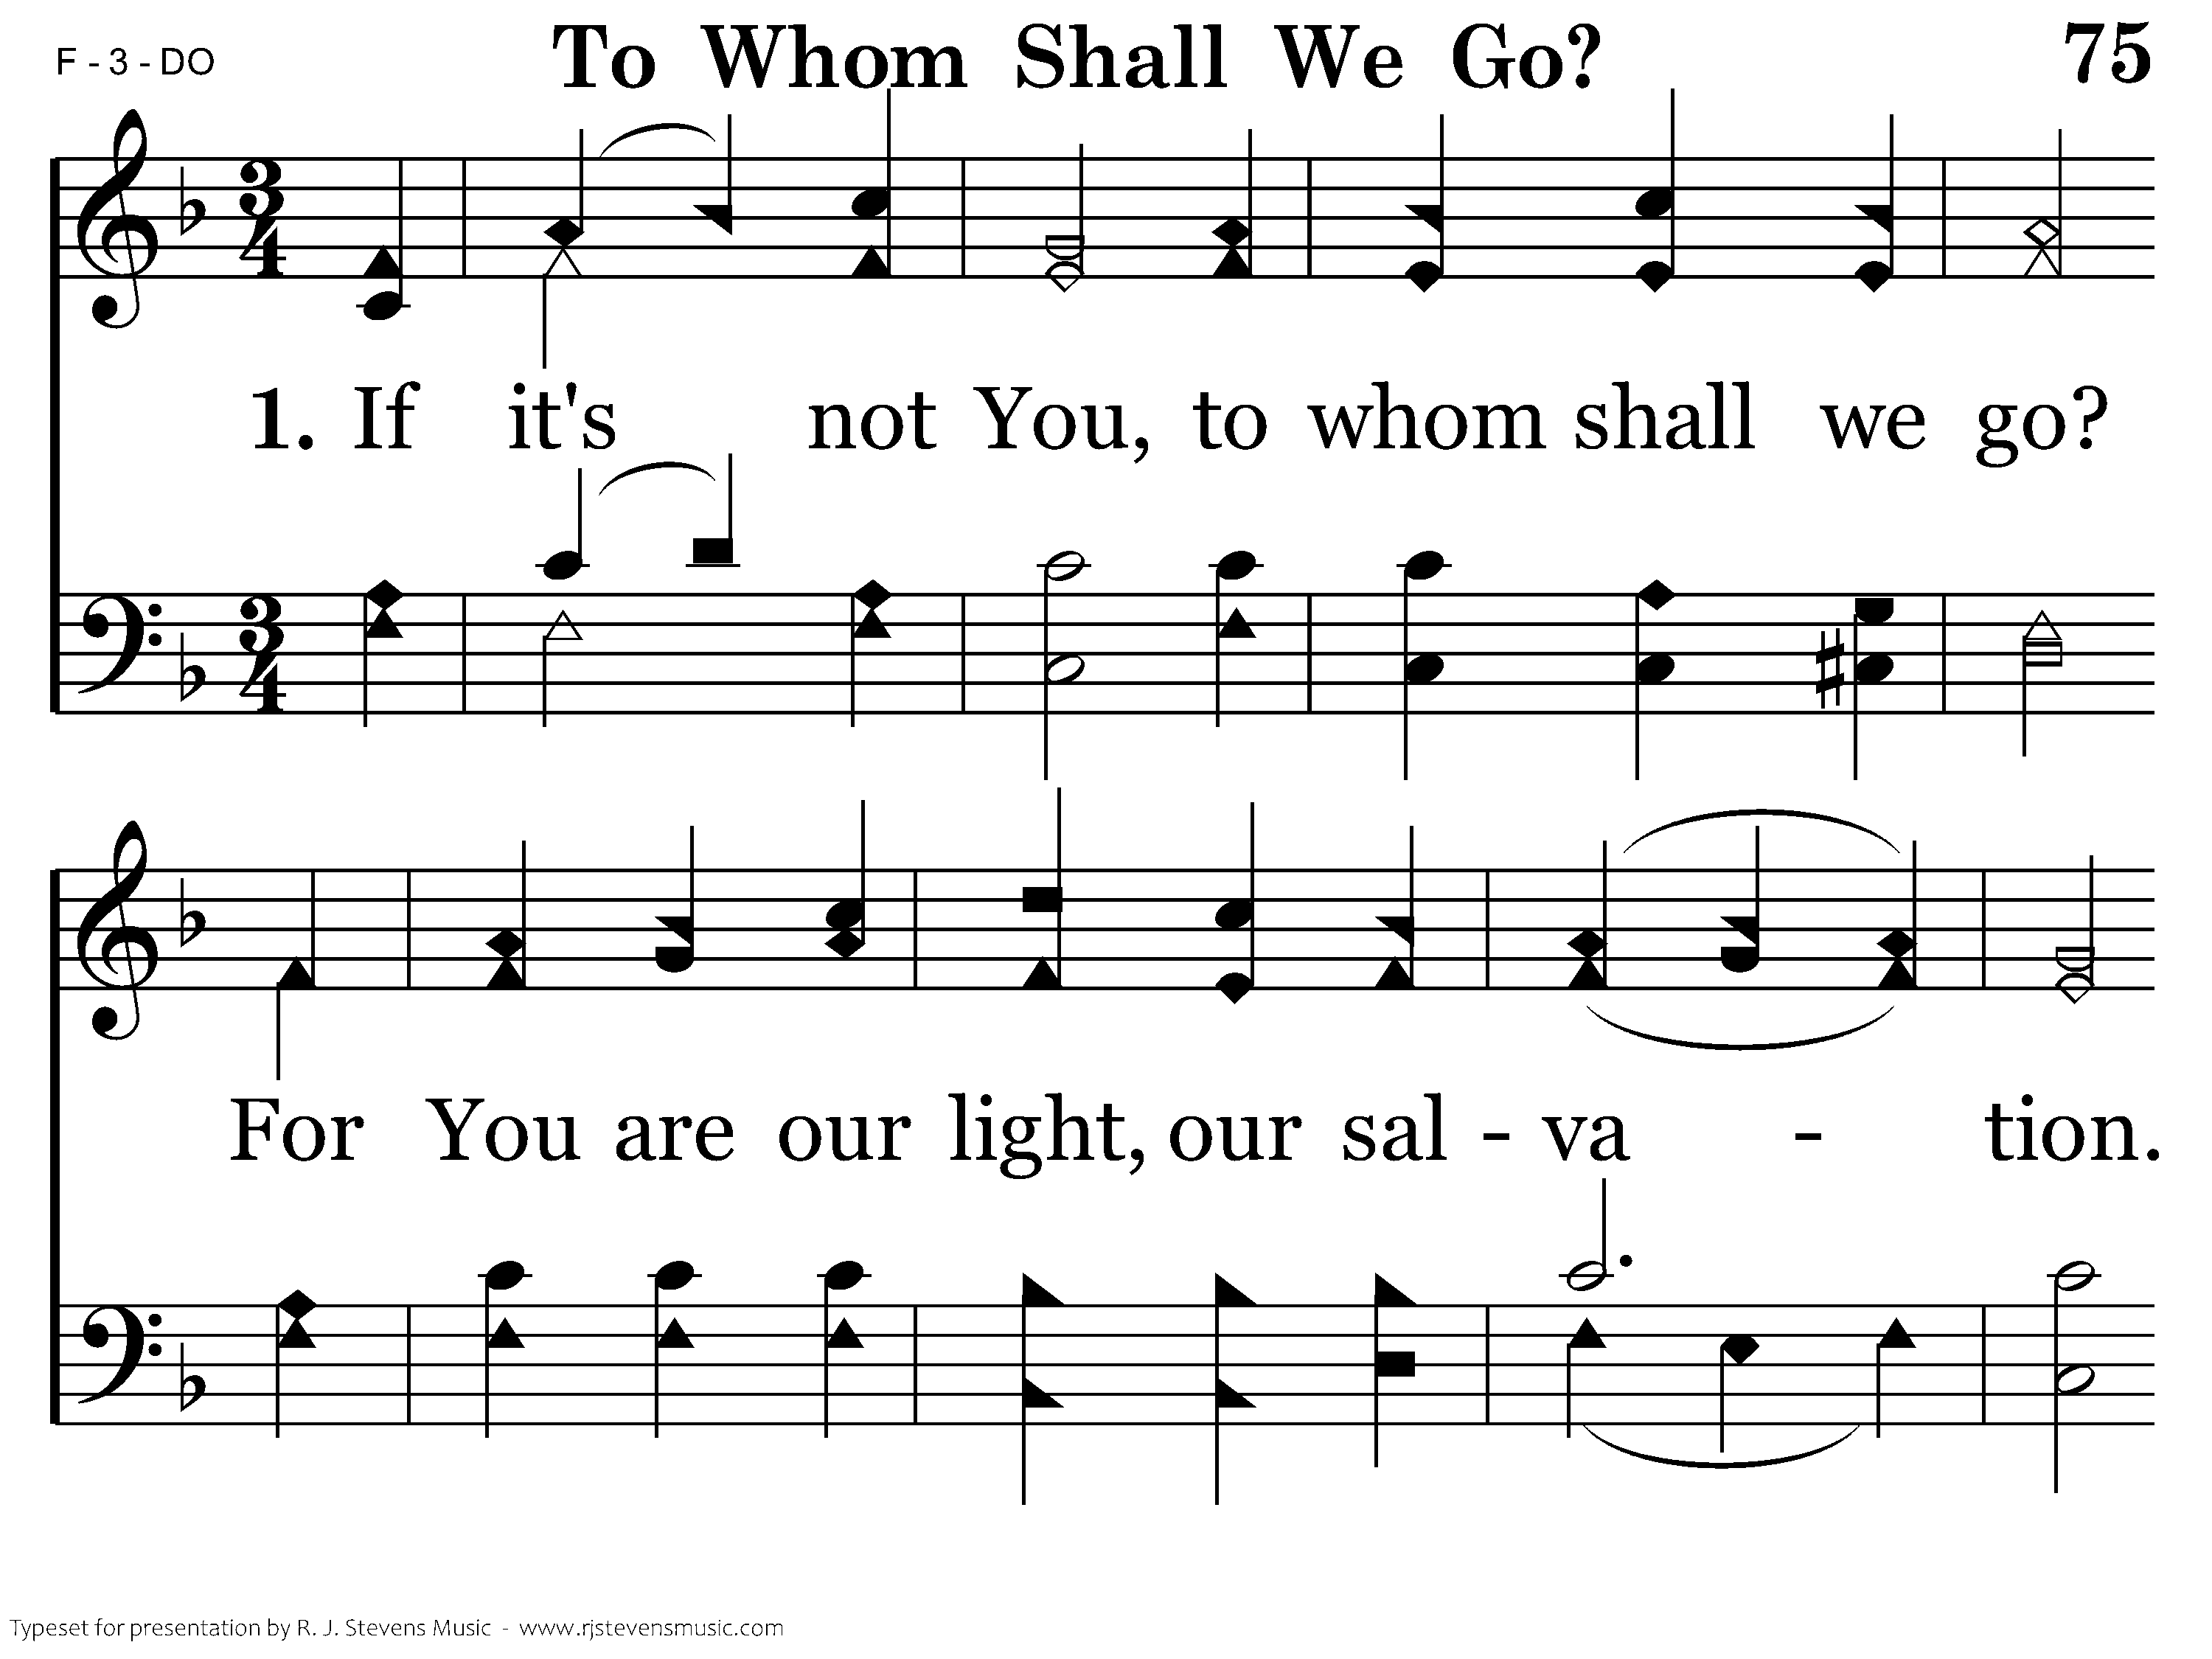 F - 3 - DO To Whom Shall We Go? 75
1. If it's not You, to whom shall we go?
For You are our light, our sal - va - tion.
Typeset for presentation by R. J. Stevens Music - www.rjstevensmusic.com